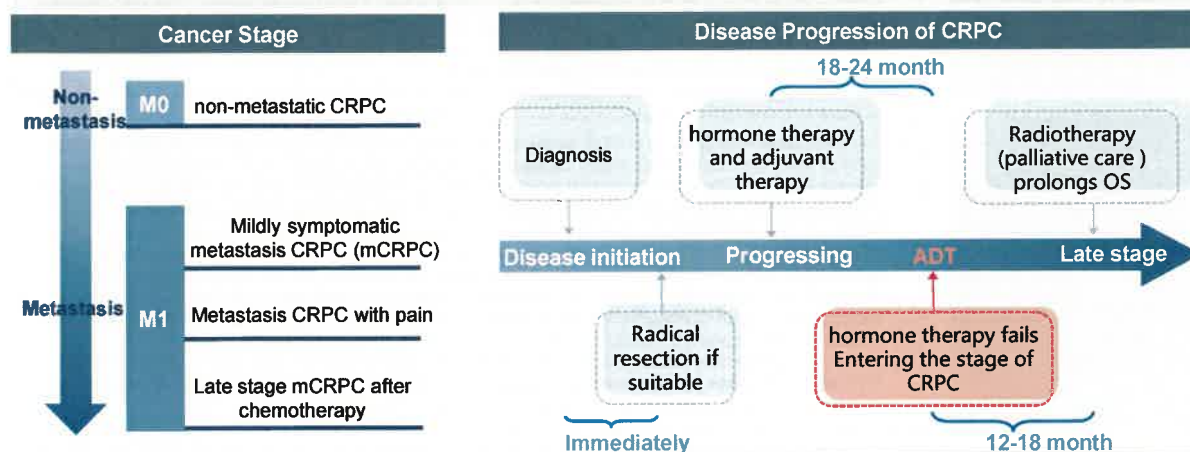 Cancer Stage
Non-
metastasis
M0
non-metastatic CRPC
Metastasis
M1
Mildly symptomatic
metastasis CRPC (mCRPC)
Metastasis CRPC with pain
Late stage mCRPC after
chemotherapy
Disease Progression of CRPC
18-24 month
Diagnosis
hormone therapy
and adjuvant
therapy
Radiotherapy
(palliative care )
prolongs OS
Disease initiation
Progressing
ADT
Late stage
Radical
resection if
suitable
hormone therapy fails
Entering the stage of
CRPC
Immediately
12-18 month